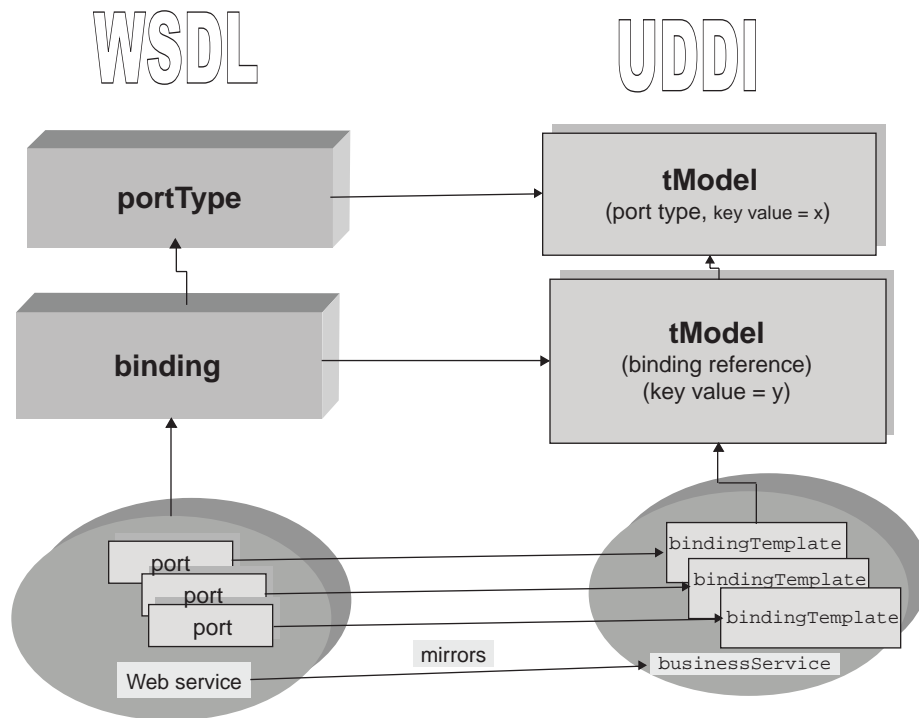 WSDL
UDDI
portType
tModel
(port type, key value = x)
binding
tModel
(binding reference)
(key value = y)
port
port
port
bindingTemplate
bindingTemplate
bindingTemplate
mirrors
Web service
businessService